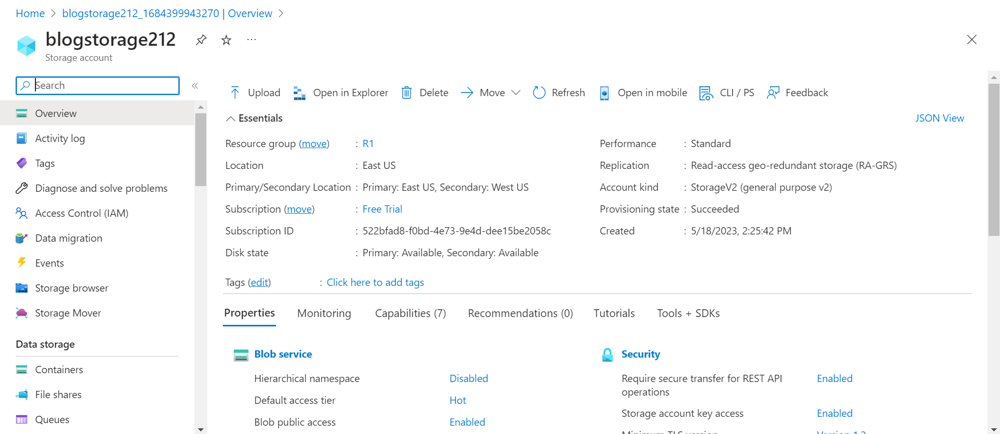 Home > blogstorage212_1684399943270 | Overview >
blogstorage212 ...
Storage account
Search «
Overview
Activity log
Tags
Diagnose and solve problems
Access Control (IAM)
Data migration
Events
Storage browser
Storage Mover
Data storage
Containers
File shares
Queues
Upload Open in Explorer Delete Move Refresh Open in mobile CLI / PS Feedback
Essentials JSON View
Resource group (move) : R1
Location : East US
Primary/Secondary Location : Primary: East US, Secondary: West US
Subscription (move) : Free Trial
Subscription ID : 522bfad8-f0bd-4e73-9e4d-dee15be2058c
Disk state : Primary: Available, Secondary: Available
Performance : Standard
Replication : Read-access geo-redundant storage (RA-GRS)
Account kind : StorageV2 (general purpose v2)
Provisioning state : Succeeded
Created : 5/18/2023, 2:25:42 PM
Tags (edit) : Click here to add tags
Properties Monitoring Capabilities (7) Recommendations (0) Tutorials Tools + SDKs
Blob service
Hierarchical namespace Disabled
Default access tier Hot
Blob public access Enabled
Security
Require secure transfer for REST API Enabled
operations
Storage account key access Enabled
Minimum TLS version Version 1.2